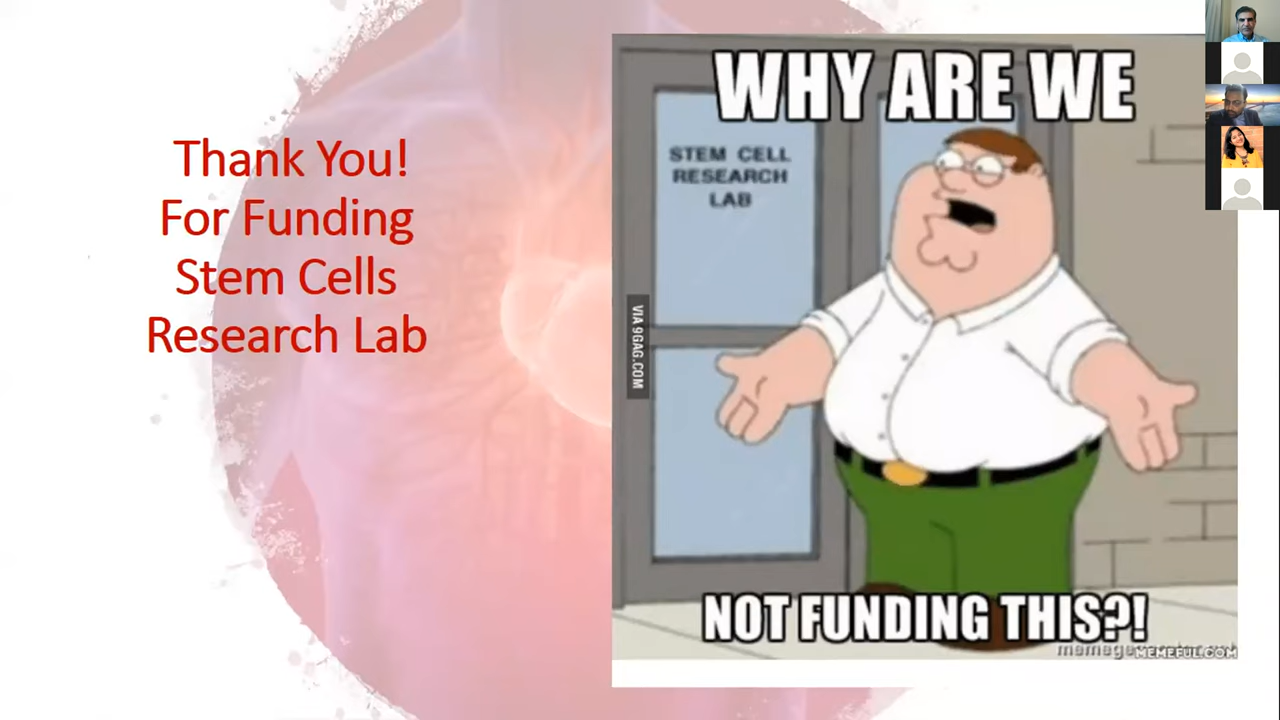 Thank You!
For Funding
Stem Cells
Research Lab
WHY ARE WE
STEM CELL
RESEARCH
LAB
VIA 9GAG.COM
NOT FUNDING THIS?!
MEMEFUL.COM